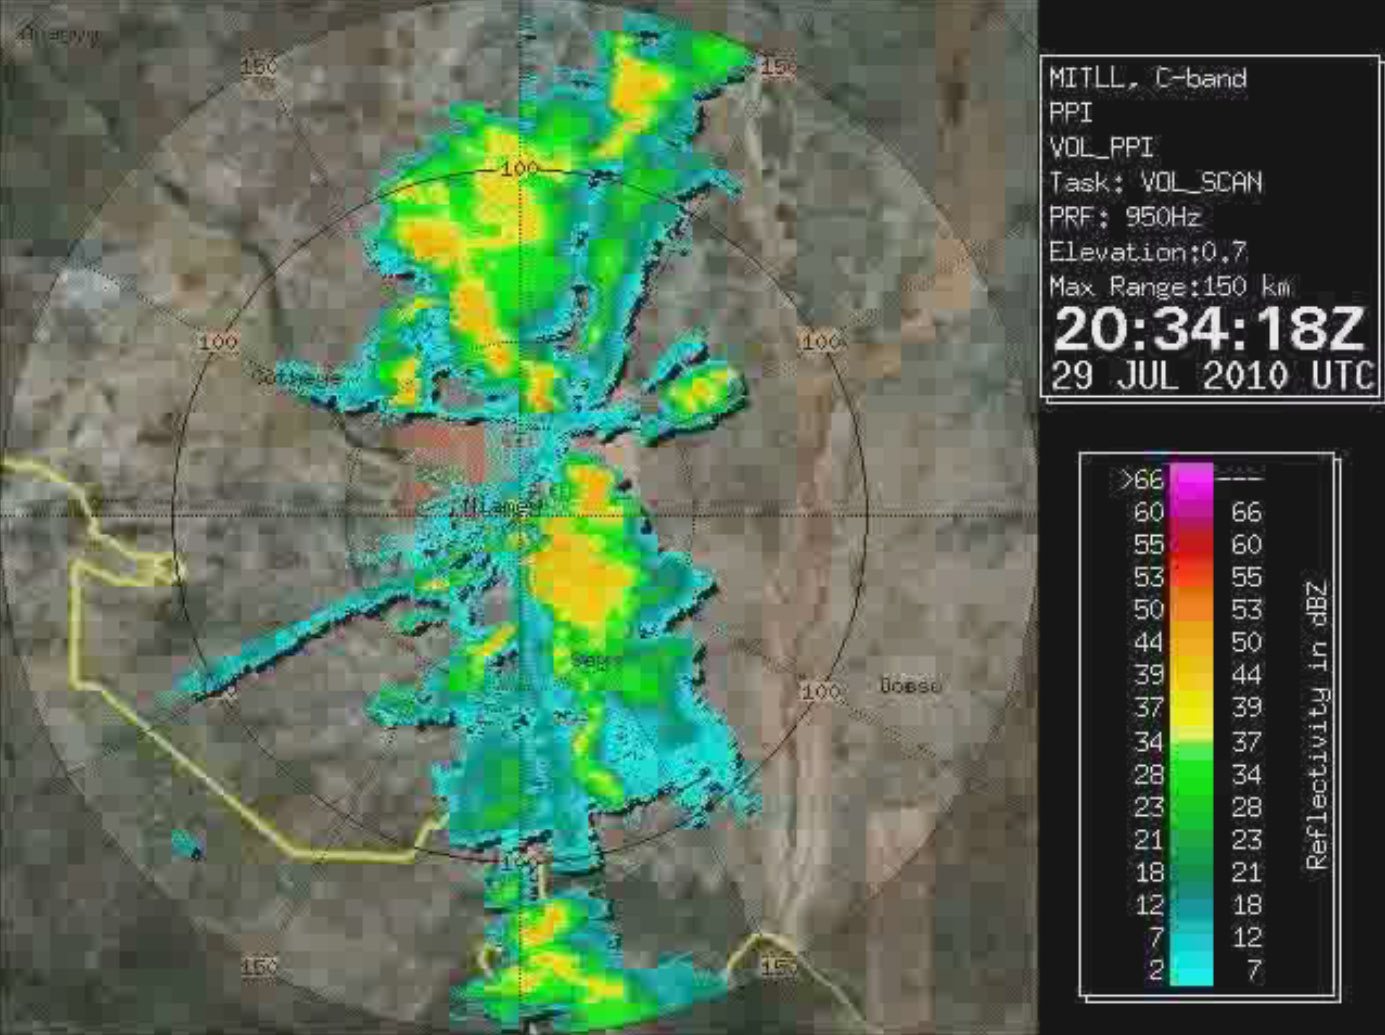 150
150
100
100
100
Niamey
Say
100
Dosso
150
150
MITLL, C-band
PPI
VOL_PPI
Task: VOL_SCAN
PRF: 950Hz
Elevation:0.7
Max Range:150 km
20:34:18Z
29 JUL 2010 UTC
>66
60 66
55 60
53 55
50 53
44 50
39 44
37 39
34 37
28 34
23 28
21 23
18 21
12 18
7 12
2 7
Reflectivity in dBZ